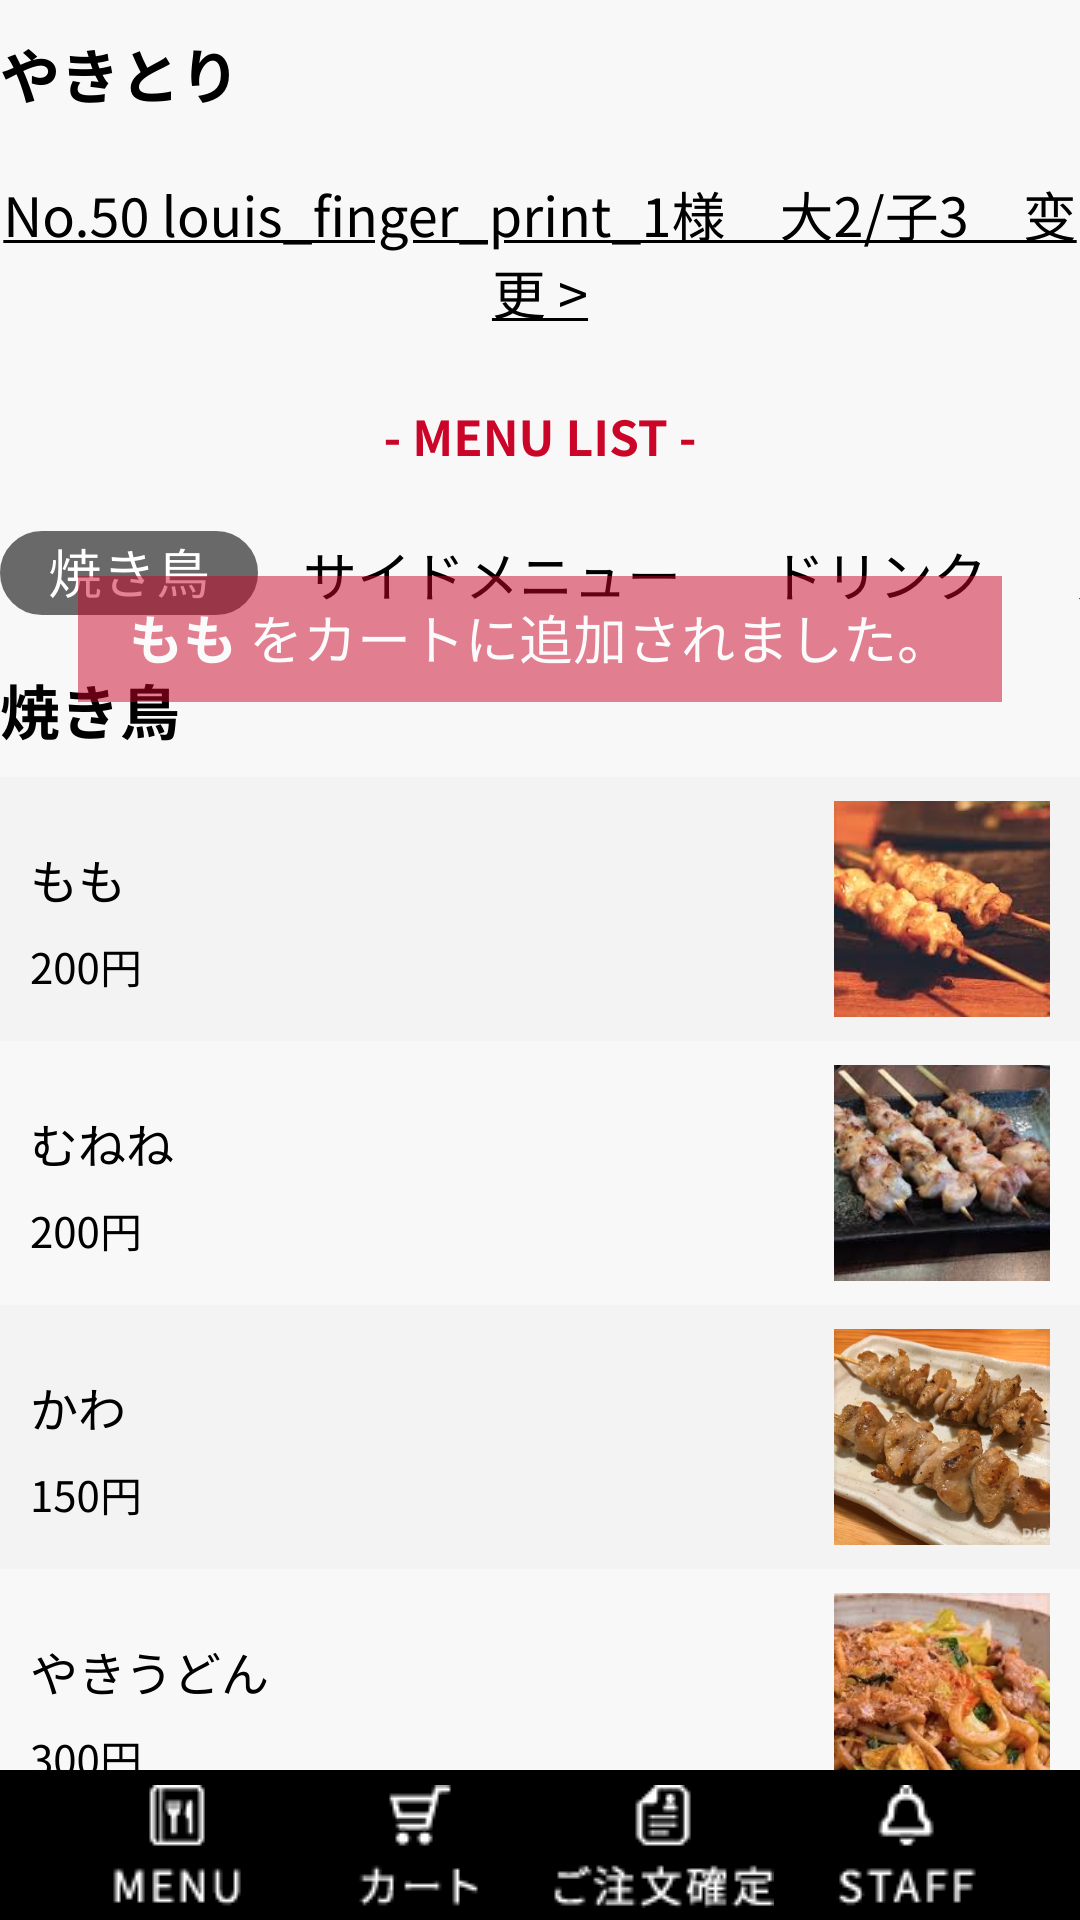 やきとり
No.50 louis_finger_print_1様　大2/子3　変
更 >
- MENU LIST -
焼き鳥　サイドメニュー　ドリンク
もも をカートに追加されました。
焼き鳥
もも
200円
むねね
200円
かわ
150円
やきうどん
300円
MENU　カート　ご注文確定　STAFF